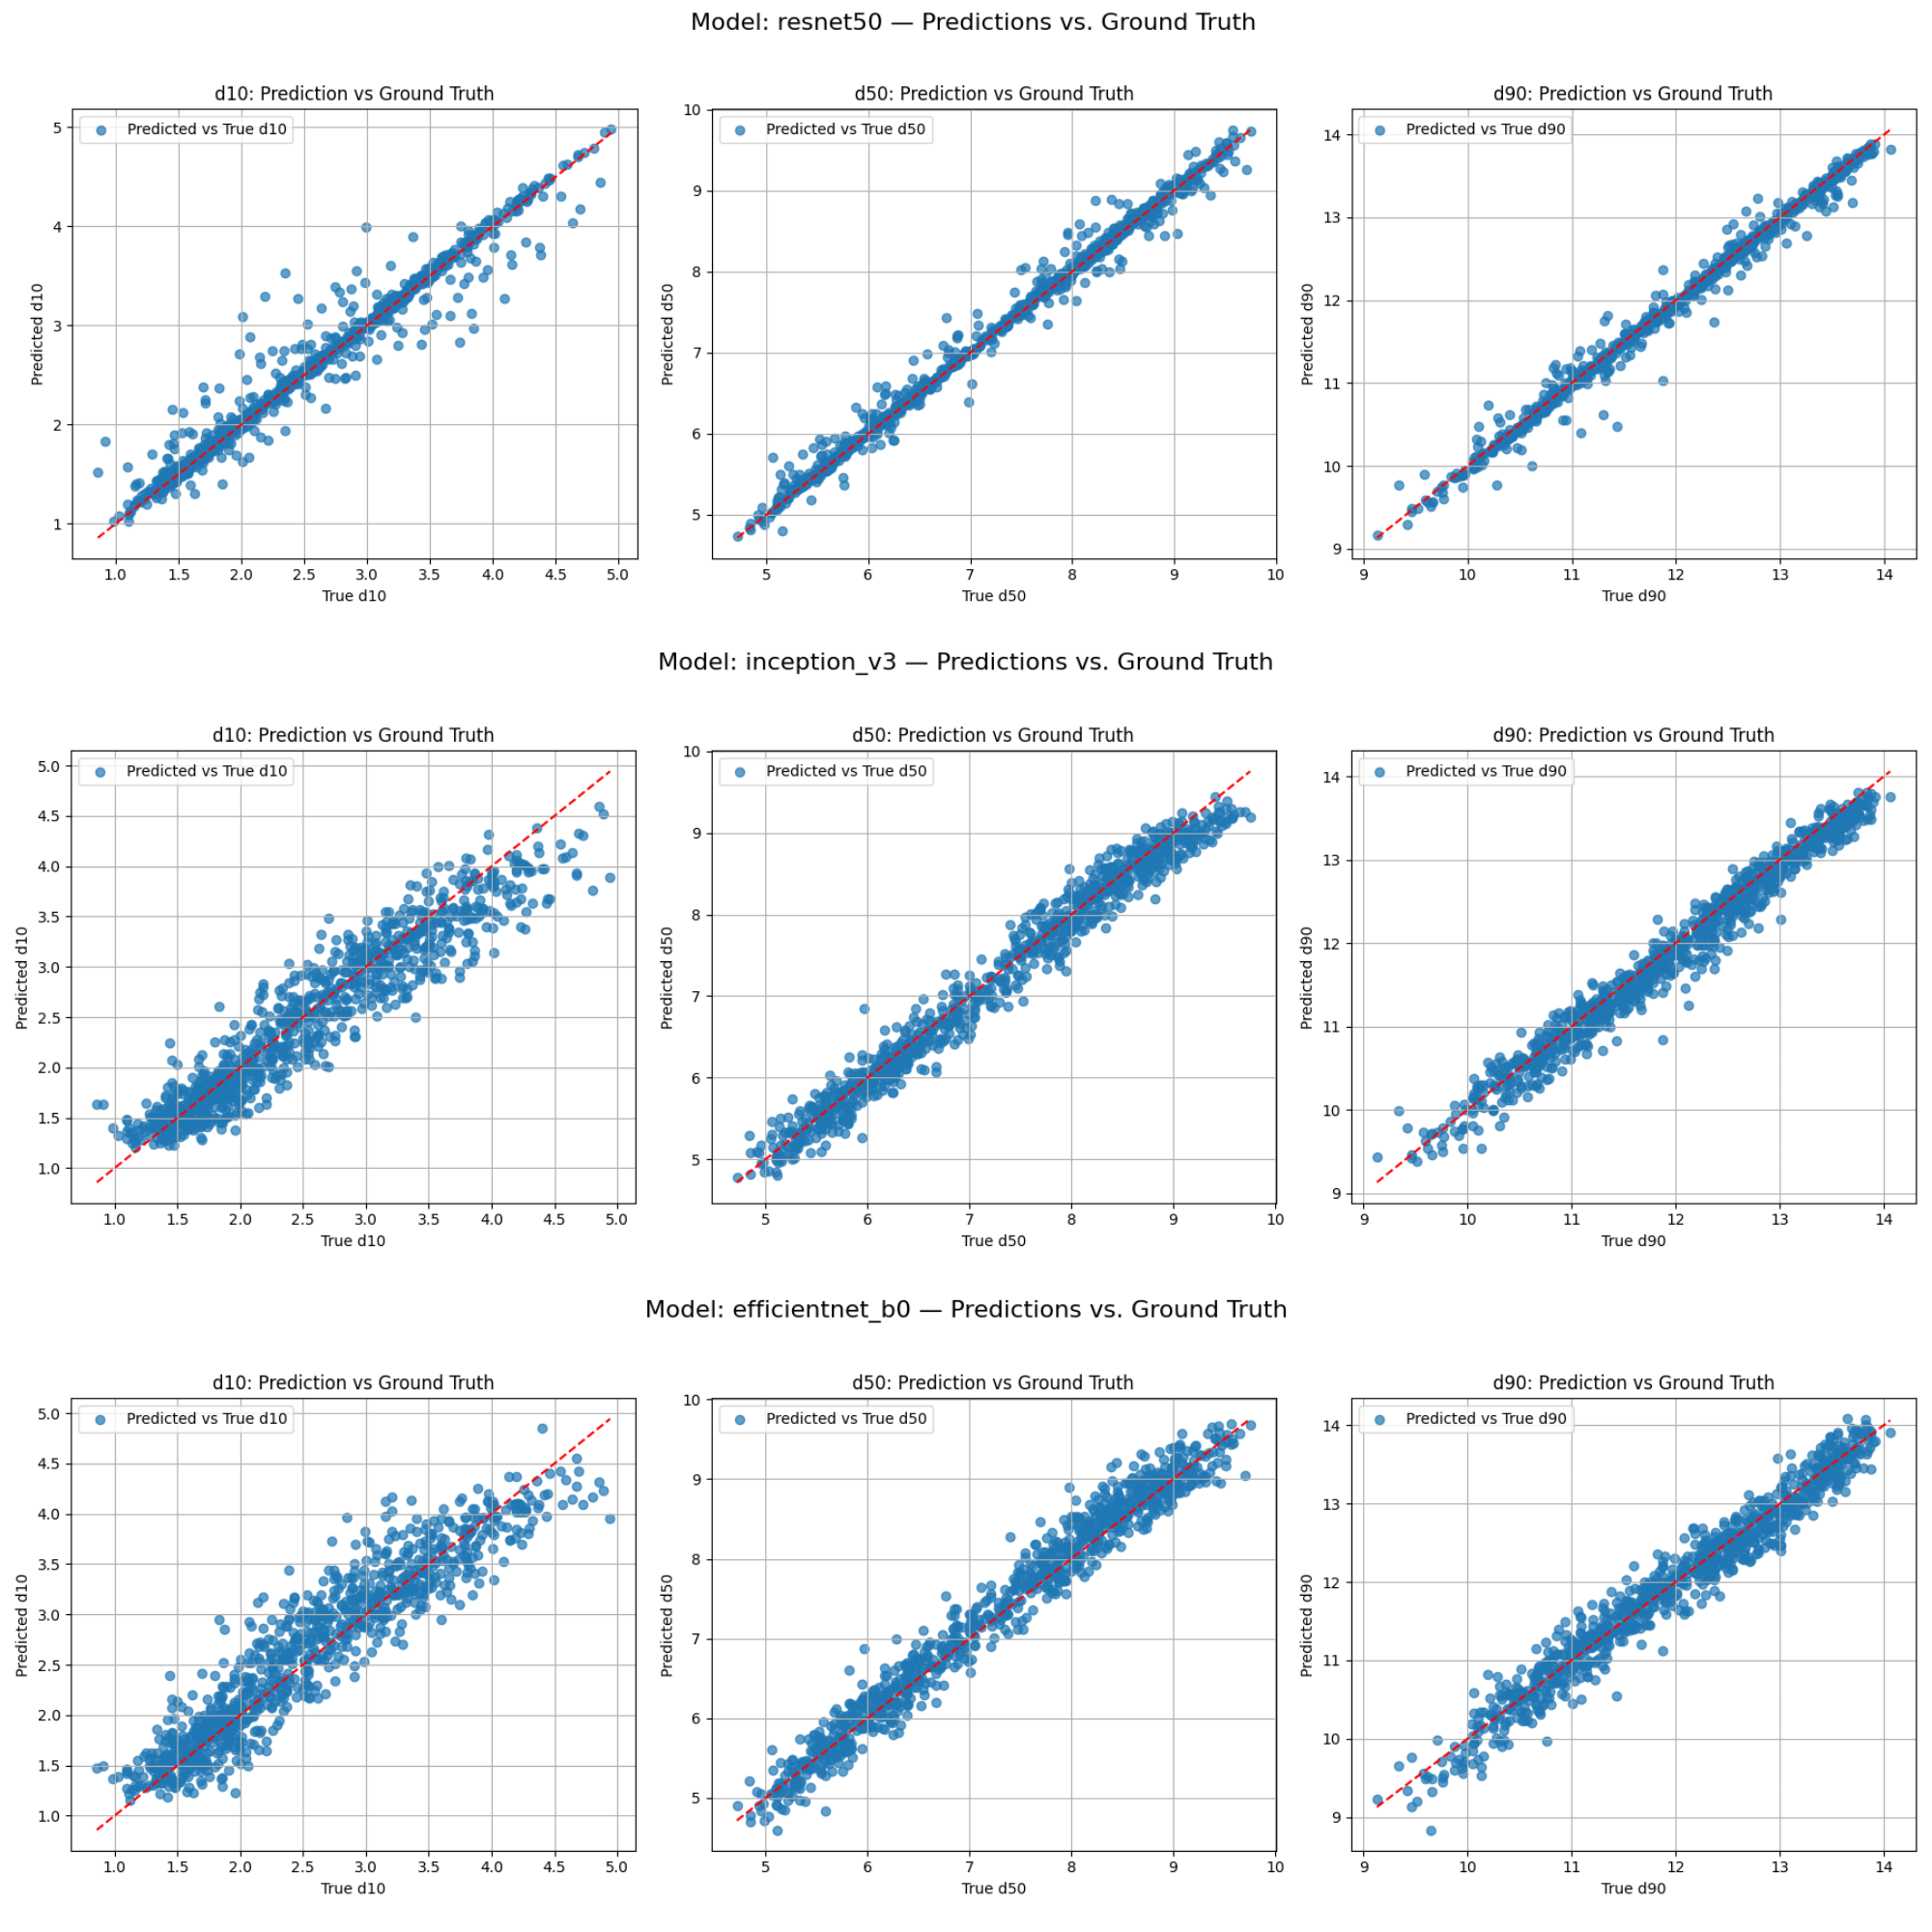 Model: resnet50 — Predictions vs. Ground Truth
d10: Prediction vs Ground Truth
Predicted vs True d10
5
4
3
2
1
Predicted d10
1.0 1.5 2.0 2.5 3.0 3.5 4.0 4.5 5.0
True d10
d50: Prediction vs Ground Truth
Predicted vs True d50
10
9
8
7
6
5
Predicted d50
5 6 7 8 9 10
True d50
d90: Prediction vs Ground Truth
Predicted vs True d90
14
13
12
11
10
9
Predicted d90
9 10 11 12 13 14
True d90
Model: inception_v3 — Predictions vs. Ground Truth
d10: Prediction vs Ground Truth
Predicted vs True d10
5.0
4.5
4.0
3.5
3.0
2.5
2.0
1.5
1.0
Predicted d10
1.0 1.5 2.0 2.5 3.0 3.5 4.0 4.5 5.0
True d10
d50: Prediction vs Ground Truth
Predicted vs True d50
10
9
8
7
6
5
Predicted d50
5 6 7 8 9 10
True d50
d90: Prediction vs Ground Truth
Predicted vs True d90
14
13
12
11
10
9
Predicted d90
9 10 11 12 13 14
True d90
Model: efficientnet_b0 — Predictions vs. Ground Truth
d10: Prediction vs Ground Truth
Predicted vs True d10
5.0
4.5
4.0
3.5
3.0
2.5
2.0
1.5
1.0
Predicted d10
1.0 1.5 2.0 2.5 3.0 3.5 4.0 4.5 5.0
True d10
d50: Prediction vs Ground Truth
Predicted vs True d50
10
9
8
7
6
5
Predicted d50
5 6 7 8 9 10
True d50
d90: Prediction vs Ground Truth
Predicted vs True d90
14
13
12
11
10
9
Predicted d90
9 10 11 12 13 14
True d90